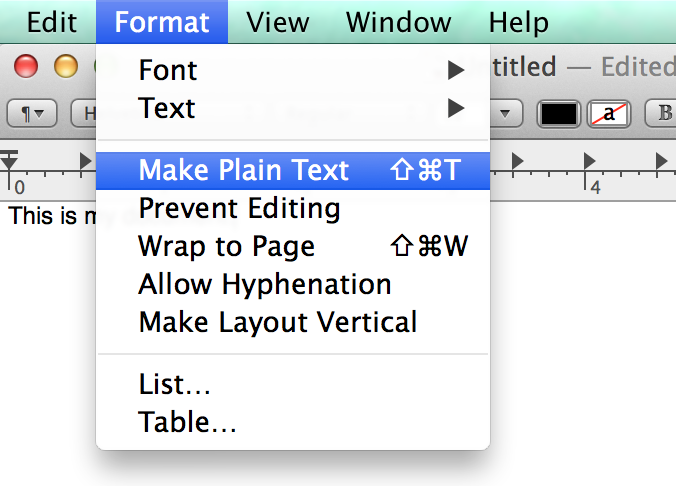 Edit Format View Window Help
Font
titled — Edited
Text
¶ H a B
Make Plain Text ⇧⌘T
0 4
Prevent Editing
This is m
Wrap to Page ⇧⌘W
Allow Hyphenation
Make Layout Vertical
List...
Table...